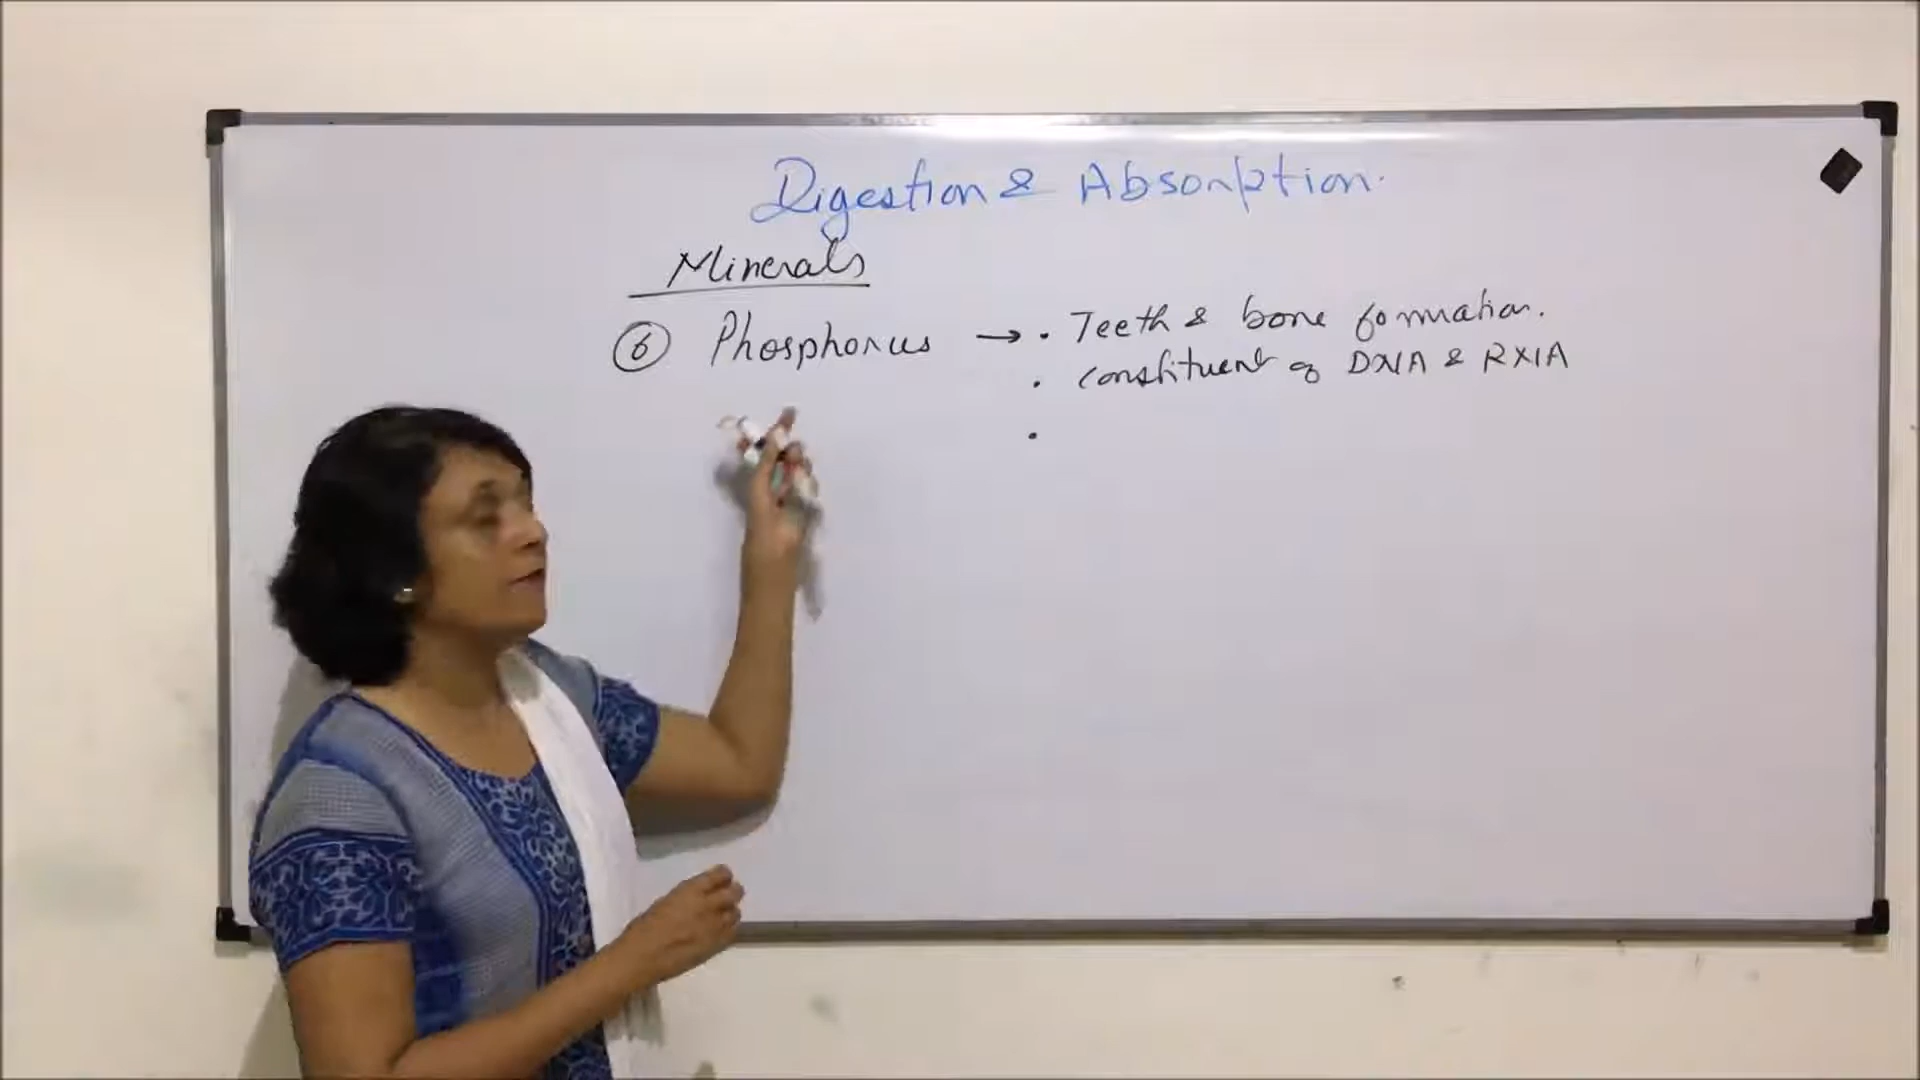 Digestion & Absorption.
Minerals
⑥ Phosphorus → • Teeth & bone formation.
• constituent of DNA & RNA
•